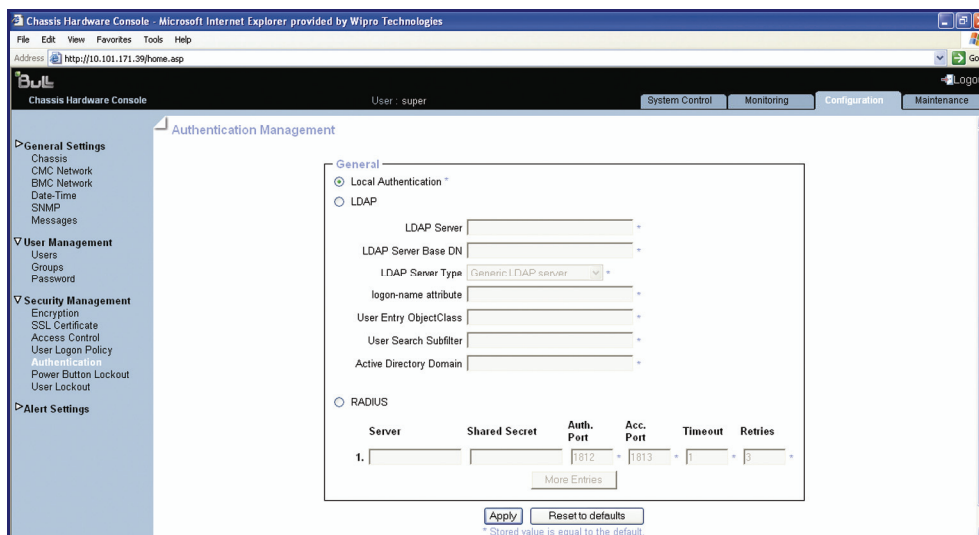 Chassis Hardware Console - Microsoft Internet Explorer provided by Wipro Technologies
File Edit View Favorites Tools Help
Address http://10.101.171.39/home.asp Go
Bull
Logou
Chassis Hardware Console User : super System Control Monitoring Configuration Maintenance
Authentication Management
General Settings
Chassis
CMC Network
BMC Network
Date-Time
SNMP
Messages
User Management
Users
Groups
Password
Security Management
Encryption
SSL Certificate
Access Control
User Logon Policy
Authentication
Power Button Lockout
User Lockout
Alert Settings
General
Local Authentication *
LDAP
LDAP Server *
LDAP Server Base DN *
LDAP Server Type Generic LDAP server *
logon-name attribute *
User Entry ObjectClass *
User Search Subfilter *
Active Directory Domain *
RADIUS
Server Shared Secret Auth. Port Acc. Port Timeout Retries
1. 1812 * 1813 * 1 * 3 *
More Entries
Apply Reset to defaults
* Stored value is equal to the default.